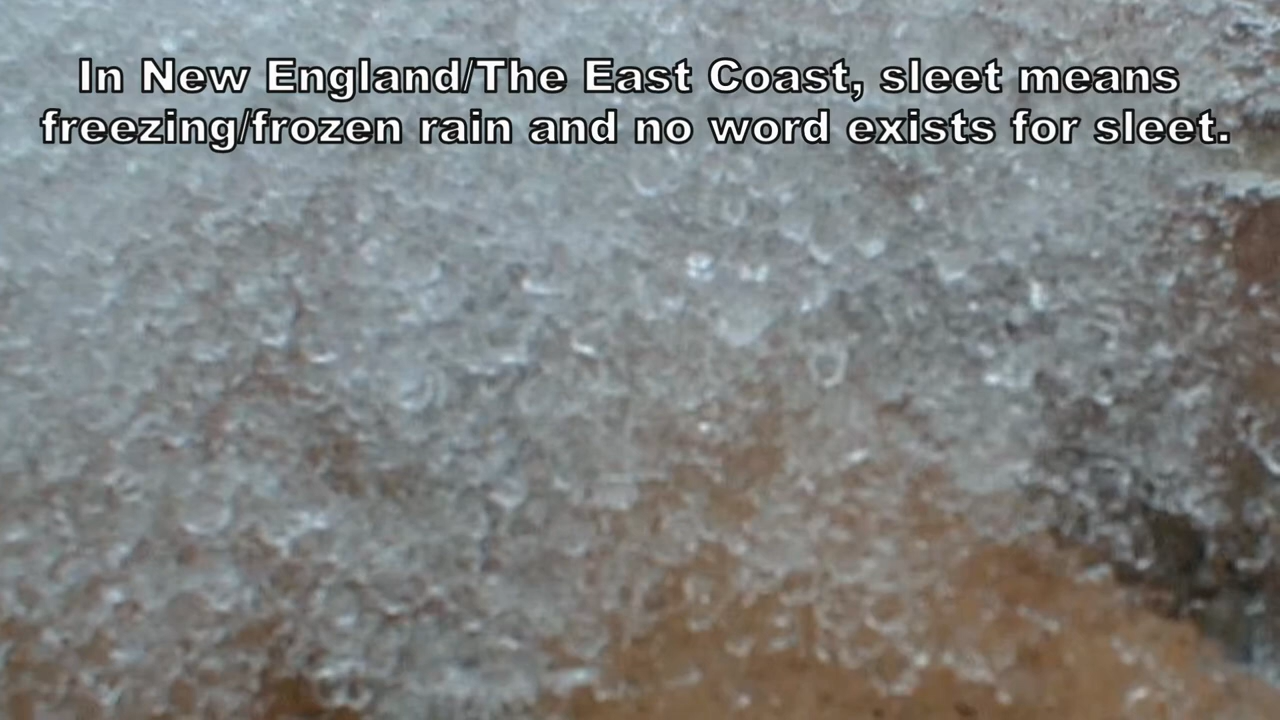 In New England/The East Coast, sleet means
freezing/frozen rain and no word exists for sleet.